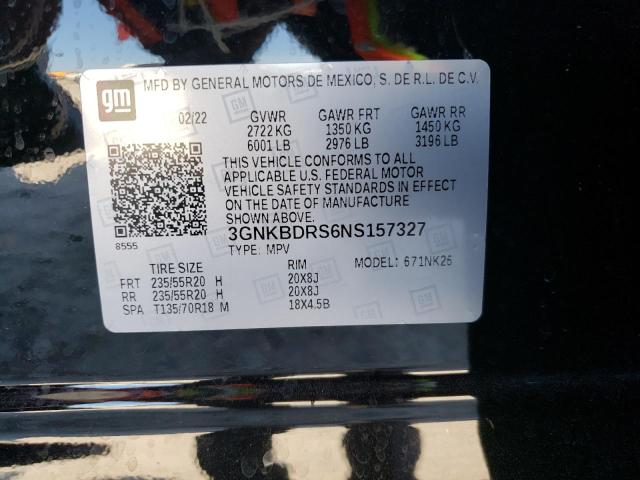 gm
MFD BY GENERAL MOTORS DE MEXICO, S. DE R.L. DE C.V.
02/22 GVWR GAWR FRT GAWR RR
2722 KG 1350 KG 1450 KG
6001 LB 2976 LB 3196 LB
THIS VEHICLE CONFORMS TO ALL
APPLICABLE U.S. FEDERAL MOTOR
VEHICLE SAFETY STANDARDS IN EFFECT
ON THE DATE OF MANUFACTURE
SHOWN ABOVE.
8555
3GNKBDRS6NS157327
TYPE: MPV
MODEL: 671NK26
TIRE SIZE RIM
FRT 235/55R20 H 20X8J
RR 235/55R20 H 20X8J
SPA T135/70R18 M 18X4.5B